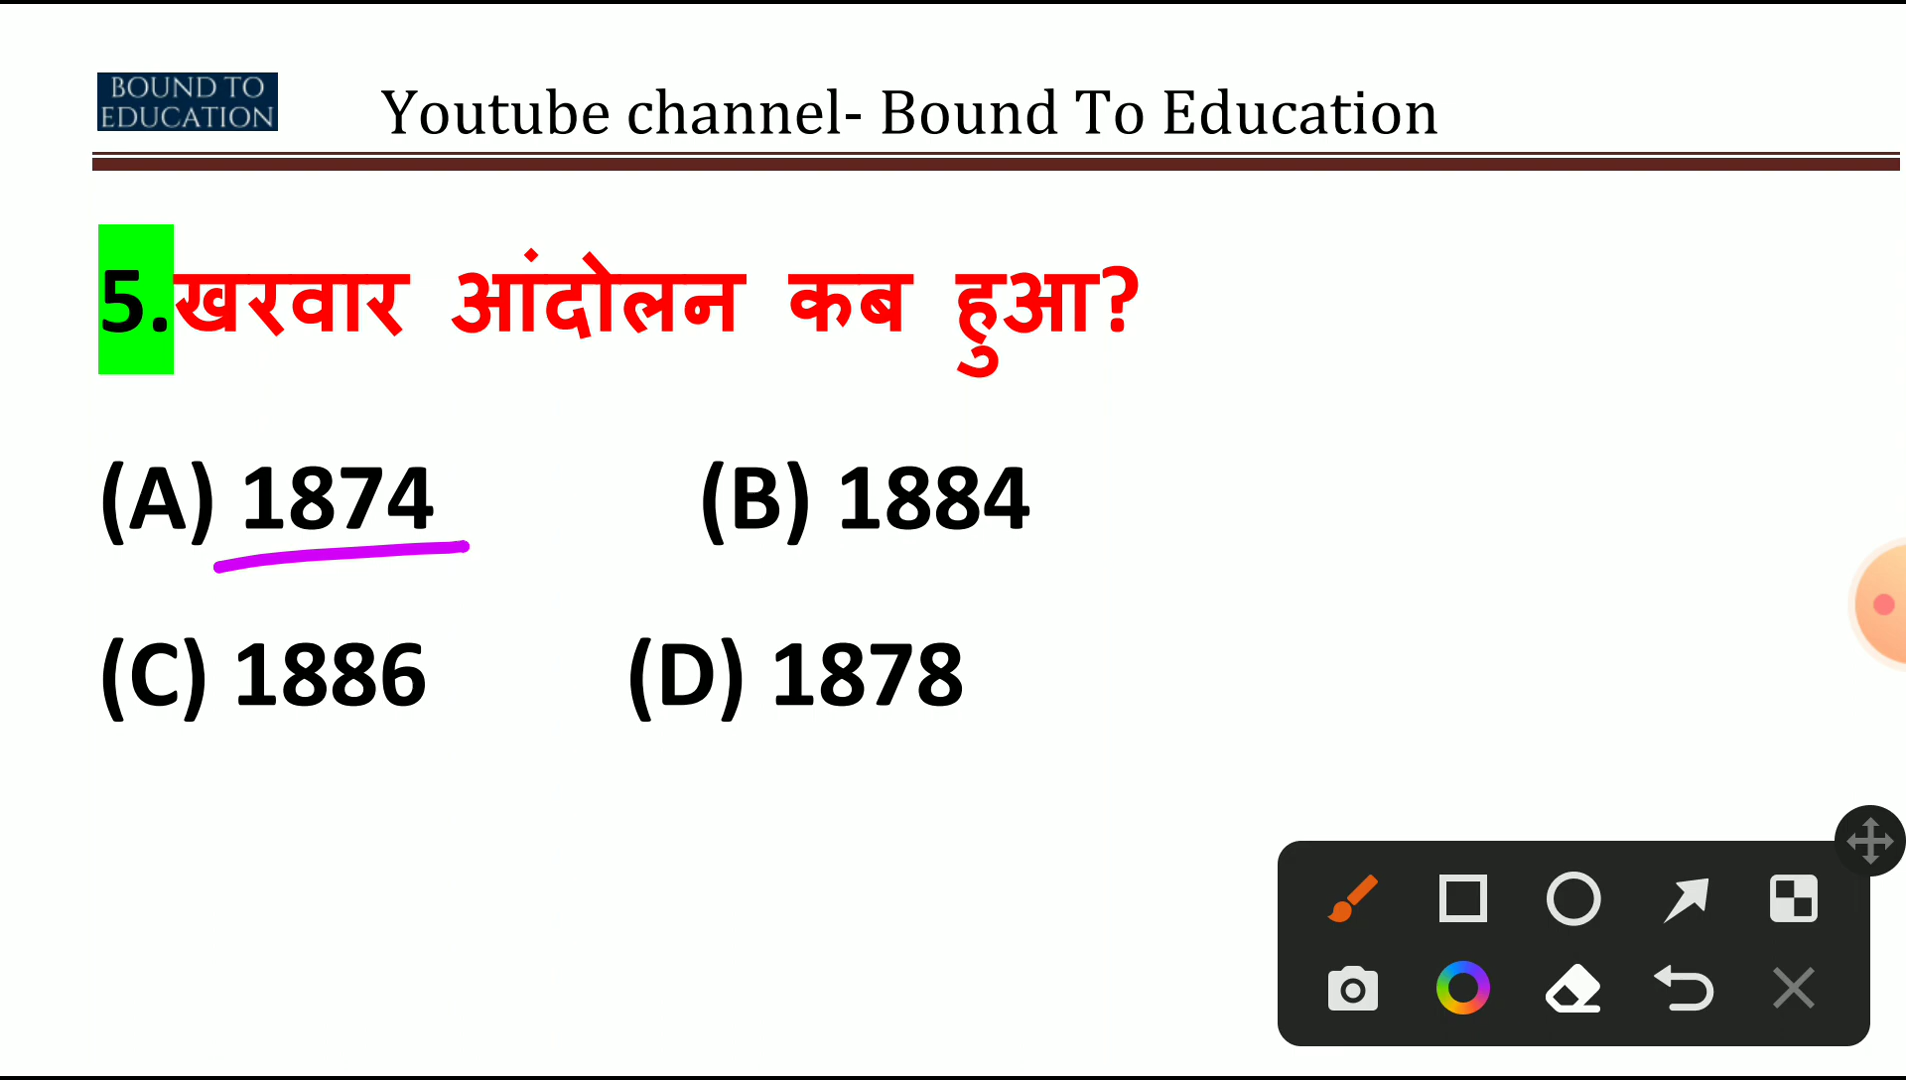 BOUND TO
EDUCATION
Youtube channel- Bound To Education
5.खरवार आंदोलन कब हुआ?
(A) 1874 (B) 1884
(C) 1886 (D) 1878